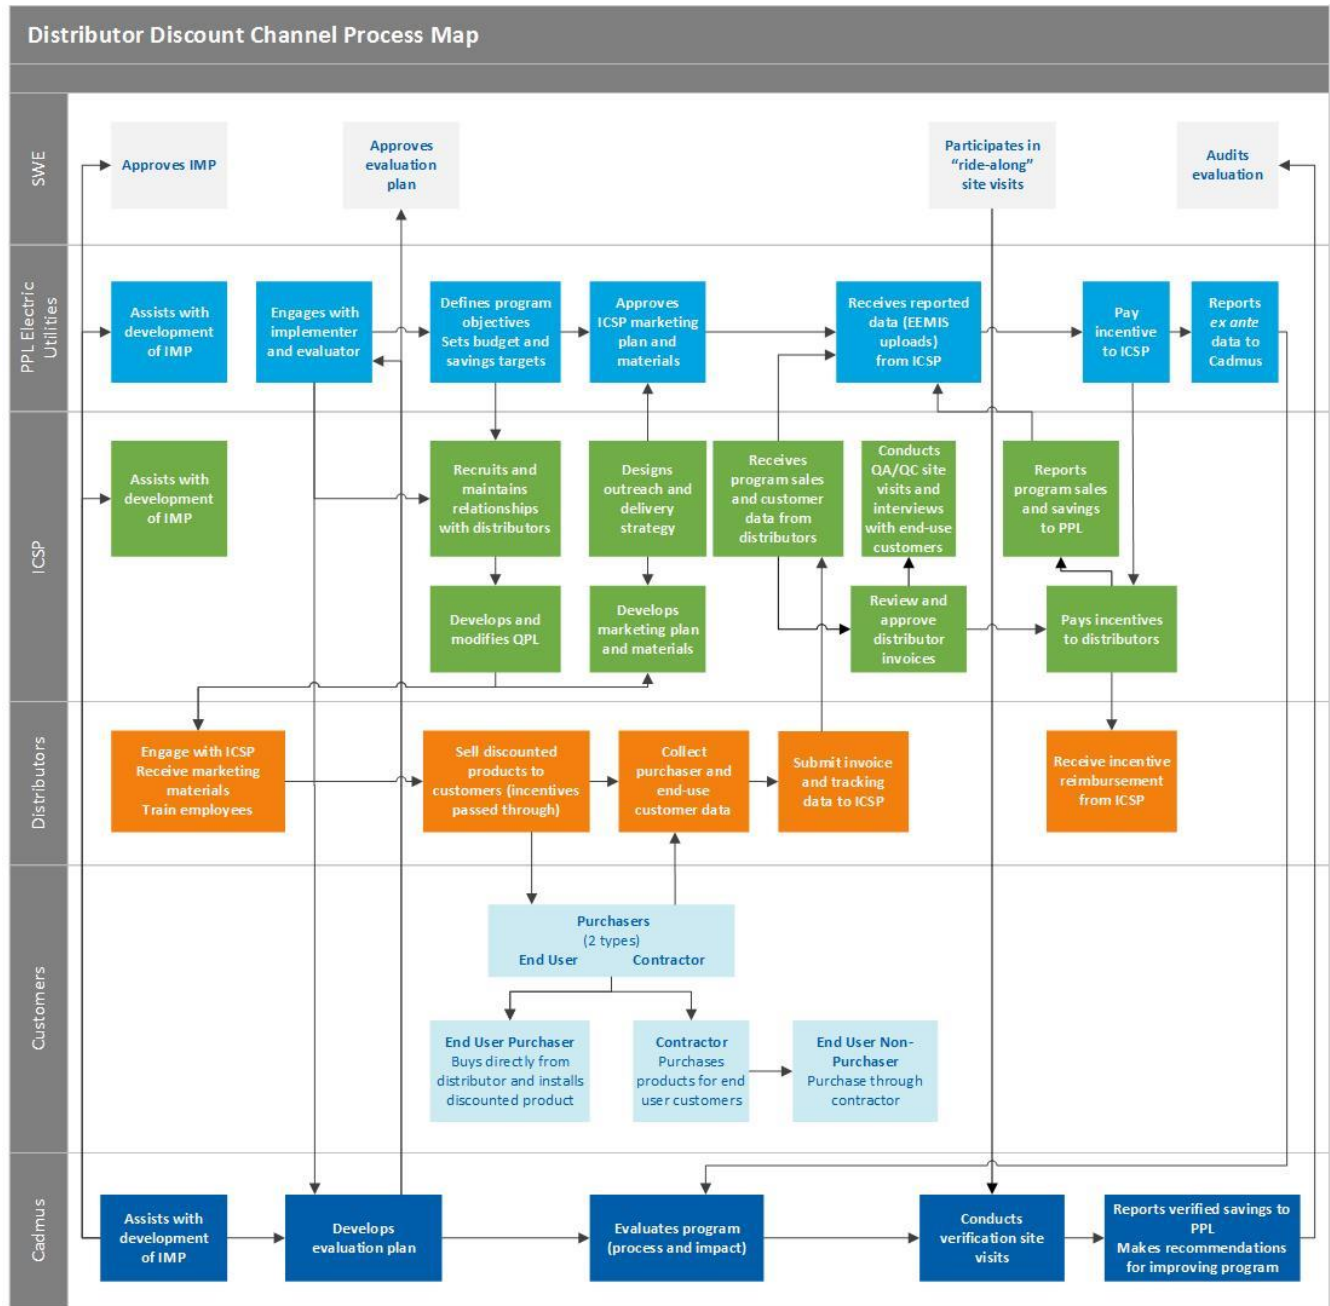 Distributor Discount Channel Process Map
SWE
Approves IMP
Approves
evaluation
plan
Participates in
“ride-along”
site visits
Audits
evaluation
PPL Electric
Utilities
Assists with
development
of IMP
Engages with
implementer
and evaluator
Defines program
objectives
Sets budget and
savings targets
Approves
ICSP marketing
plan and
materials
Receives reported
data (EEMIS
uploads)
from ICSP
Pay
incentive
to ICSP
Reports
ex ante
data to
Cadmus
ICSP
Assists with
development
of IMP
Recruits and
maintains
relationships
with distributors
Designs
outreach and
delivery
strategy
Receives
program sales
and customer
data from
distributors
Conducts
QA/QC site
visits and
interviews
with end-use
customers
Reports
program sales
and savings
to PPL
Develops and
modifies QPL
Develops
marketing plan
and materials
Review and
approve
distributor
invoices
Pays incentives
to distributors
Distributors
Engage with ICSP
Receive marketing
materials
Train employees
Sell discounted
products to
customers (incentives
passed through)
Collect
purchaser and
end-use
customer data
Submit invoice
and tracking
data to ICSP
Receive incentive
reimbursement
from ICSP
Customers
Purchasers
(2 types)
End User Contractor
End User Purchaser
Buys directly from
distributor and installs
discounted product
Contractor
Purchases
products for end
user customers
End User Non-
Purchaser
Purchase through
contractor
Cadmus
Assists with
development
of IMP
Develops
evaluation plan
Evaluates program
(process and impact)
Conducts
verification site
visits
Reports verified savings to
PPL
Makes recommendations
for improving program